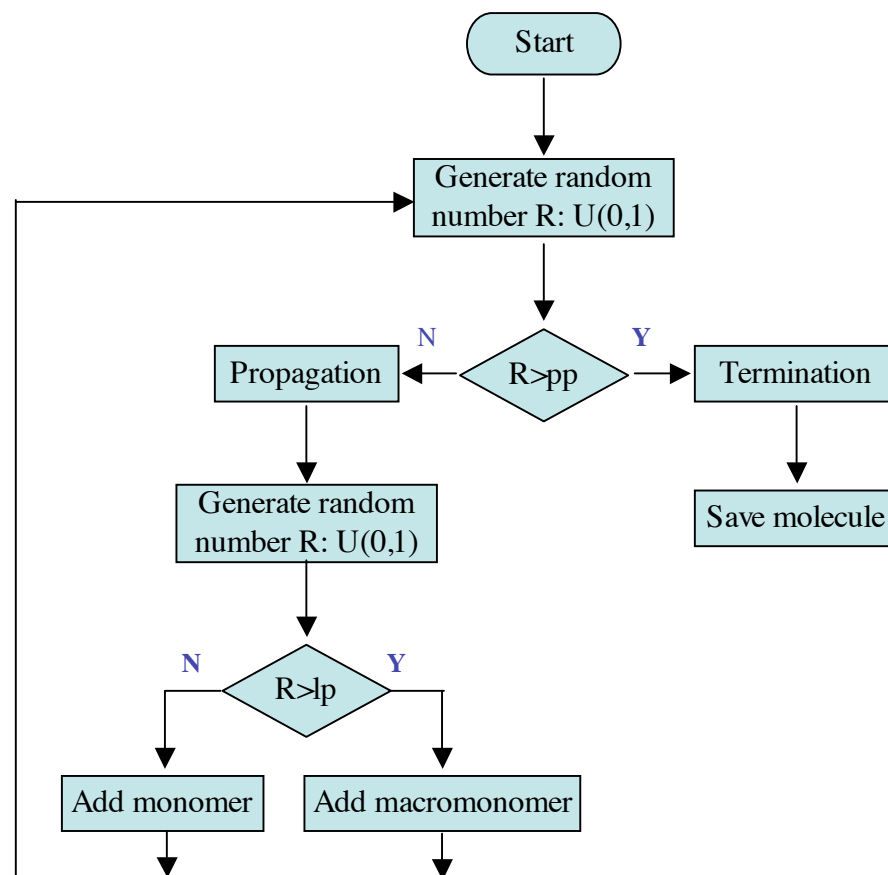 Start
Generate random
number R: U(0,1)
N
Y
Propagation
R>pp
Termination
Generate random
number R: U(0,1)
Save molecule
N
Y
R>lp
Add monomer
Add macromonomer